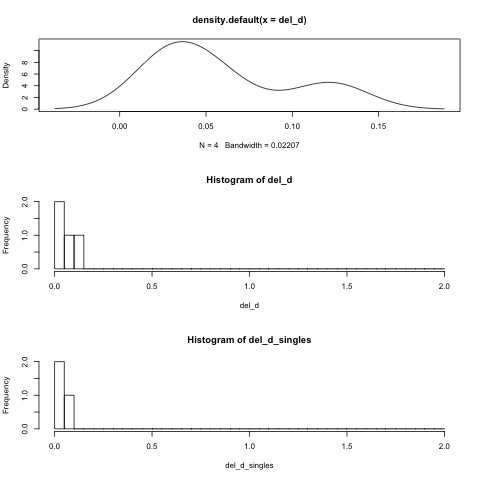 density.default(x = del_d)
Density
0 2 4 6 8
0.00 0.05 0.10 0.15
N = 4 Bandwidth = 0.02207
Histogram of del_d
Frequency
0.0 1.0 2.0
0.0 0.5 1.0 1.5 2.0
del_d
Histogram of del_d_singles
Frequency
0.0 1.0 2.0
0.0 0.5 1.0 1.5 2.0
del_d_singles